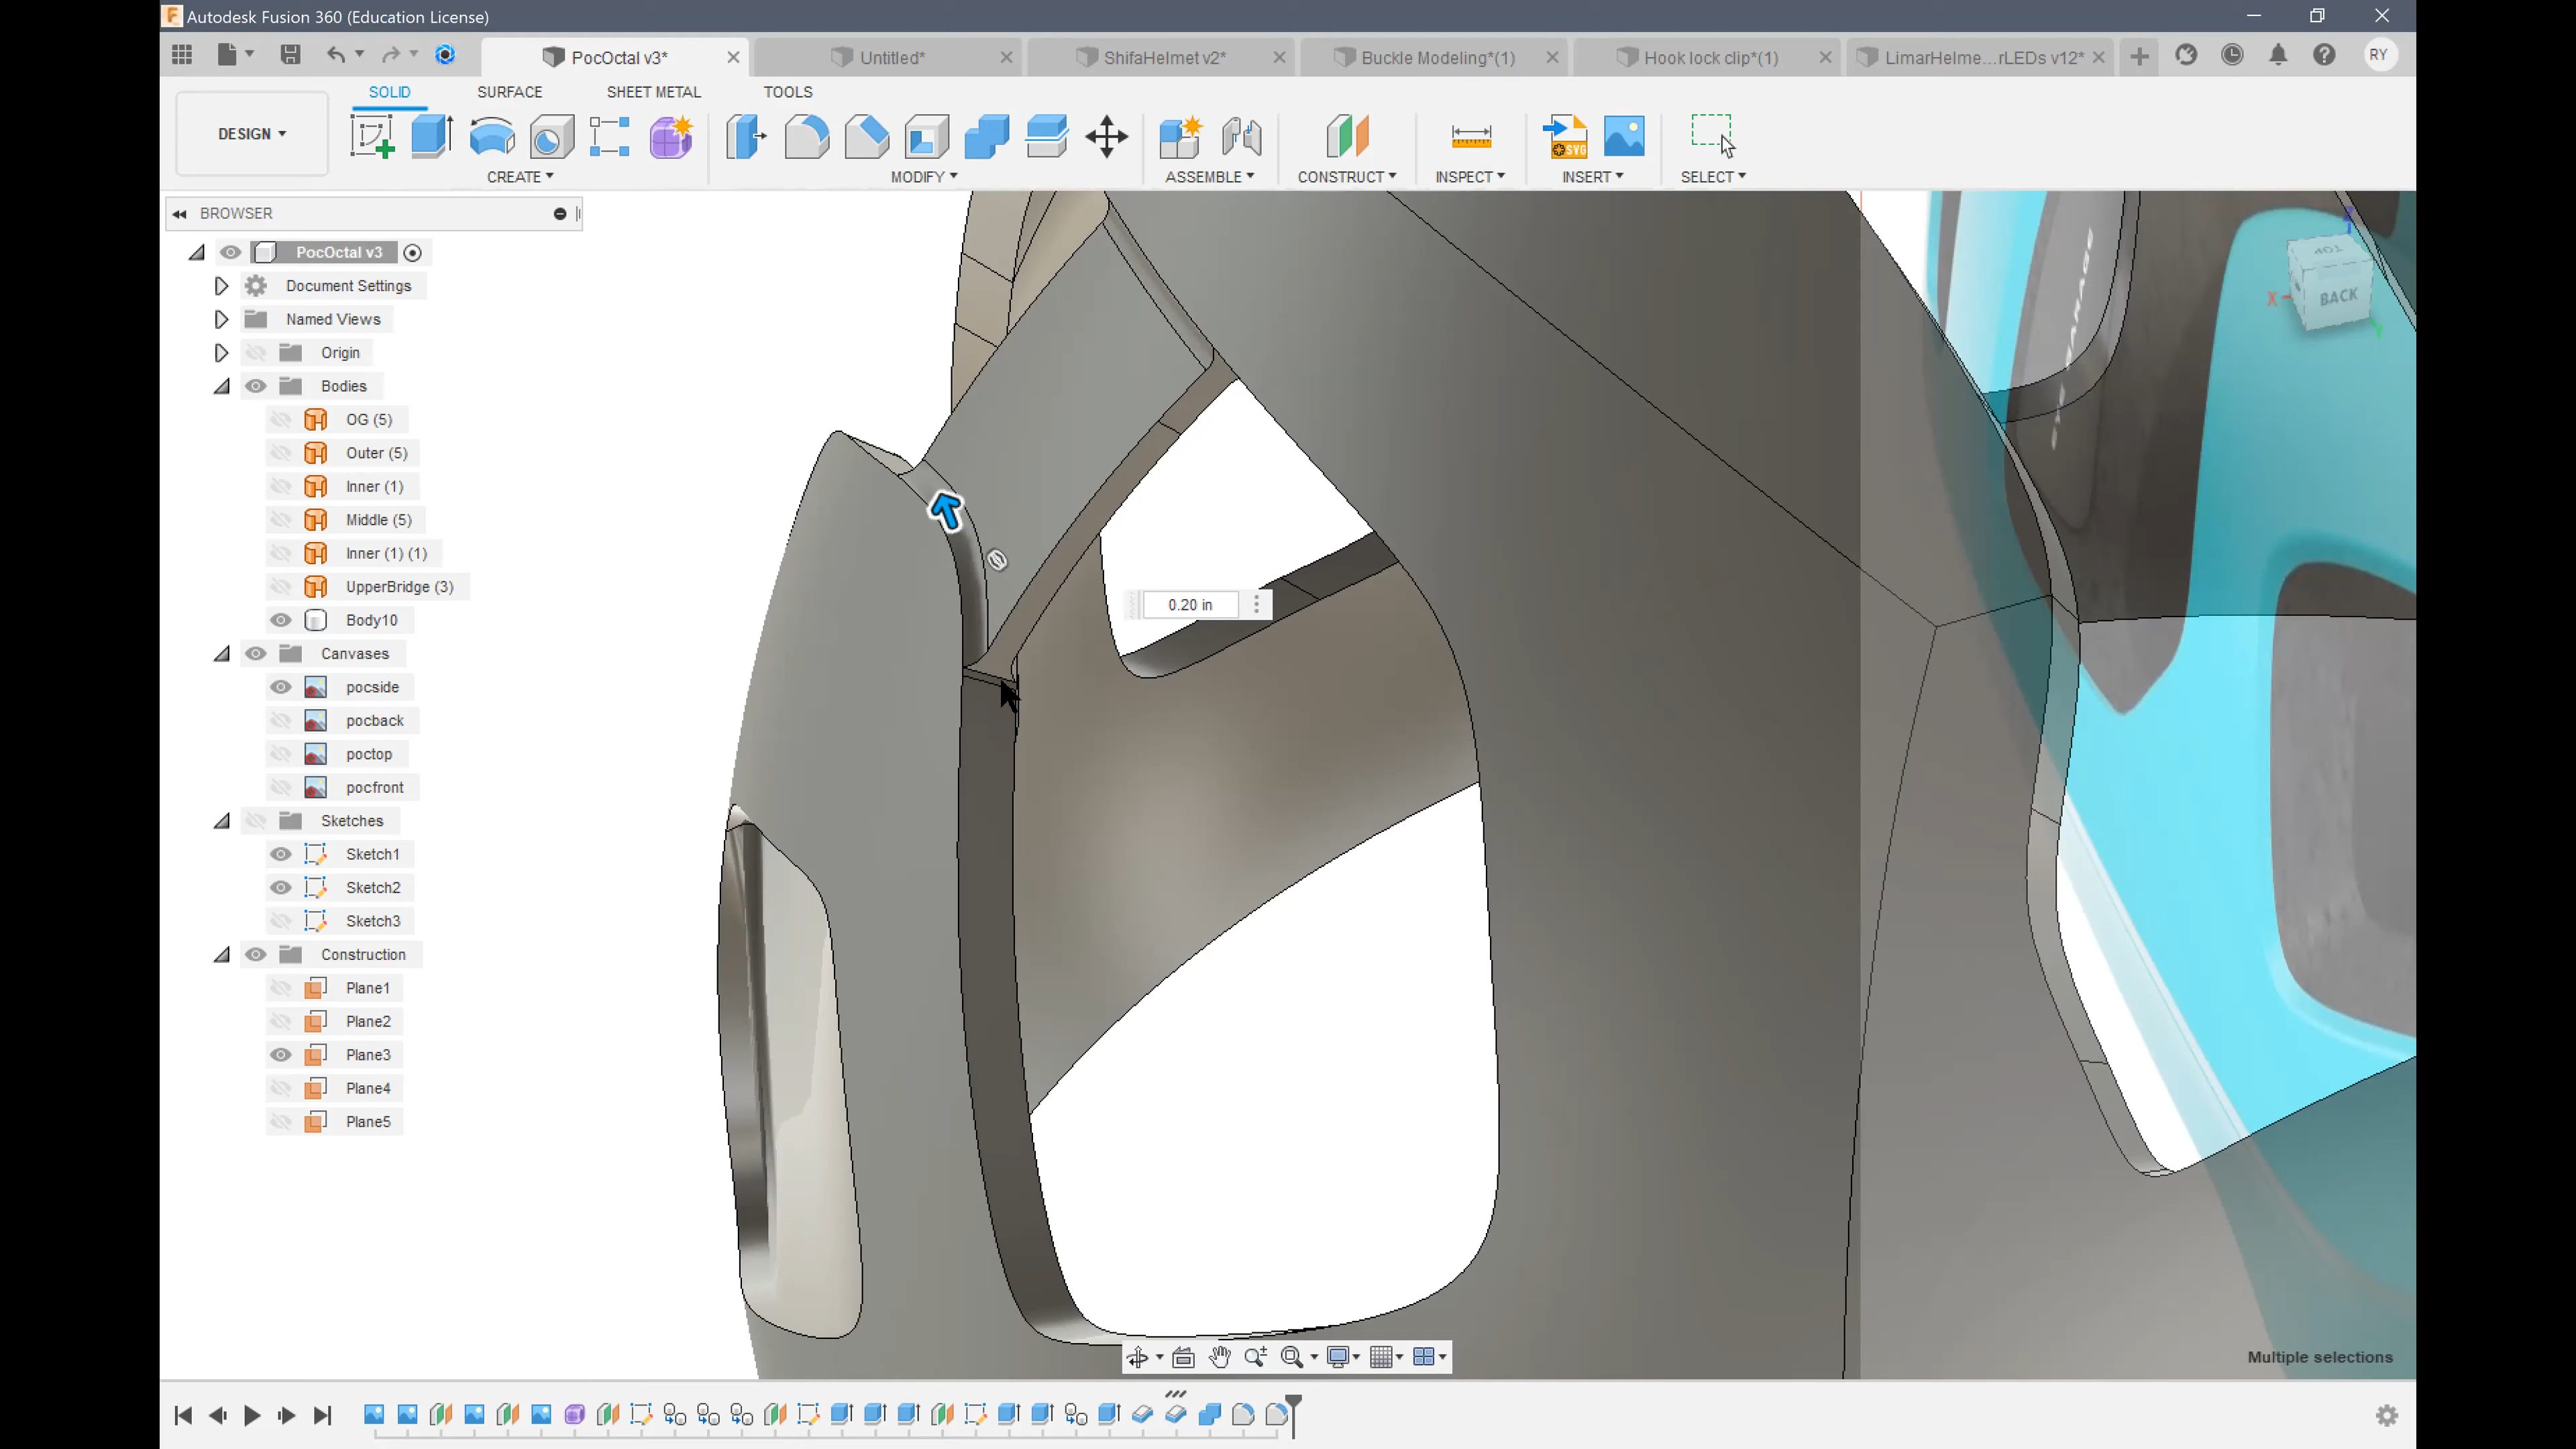 Autodesk Fusion 360 (Education License)
PocOctal v3*
Untitled*
ShifaHelmet v2*
Buckle Modeling*(1)
Hook lock clip*(1)
LimarHelme...rLEDs v12*
RY
SOLID
SURFACE
SHEET METAL
TOOLS
DESIGN
CREATE
MODIFY
ASSEMBLE
CONSTRUCT
INSPECT
SVG
INSERT
SELECT
BROWSER
PocOctal v3
Document Settings
Named Views
Origin
Bodies
OG (5)
Outer (5)
Inner (1)
Middle (5)
Inner (1) (1)
UpperBridge (3)
Body10
Canvases
pocside
pocback
poctop
pocfront
Sketches
Sketch1
Sketch2
Sketch3
Construction
Plane1
Plane2
Plane3
Plane4
Plane5
0.20 in
Z
TOP
X
BACK
Y
Multiple selections